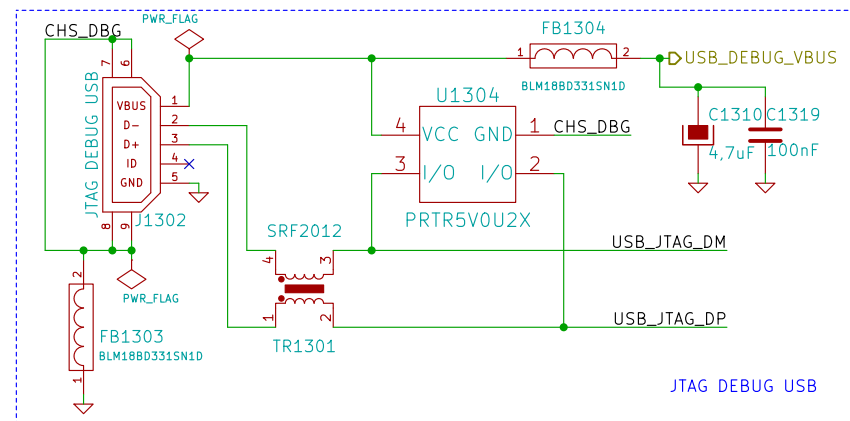 PWR_FLAG
CHS_DBG
FB1304
1
2
USB_DEBUG_VBUS
7
6
BLM18BD331SN1D
JTAG DEBUG USB
VBUS
1
D-
2
D+
3
ID
4
GND
5
8
9
J1302
U1304
4
VCC
GND
1
CHS_DBG
3
I/O
I/O
2
PRTR5V0U2X
C1310
4,7uF
C1319
100nF
SRF2012
4
3
USB_JTAG_DM
2
PWR_FLAG
1
2
USB_JTAG_DP
FB1303
BLM18BD331SN1D
1
TR1301
JTAG DEBUG USB